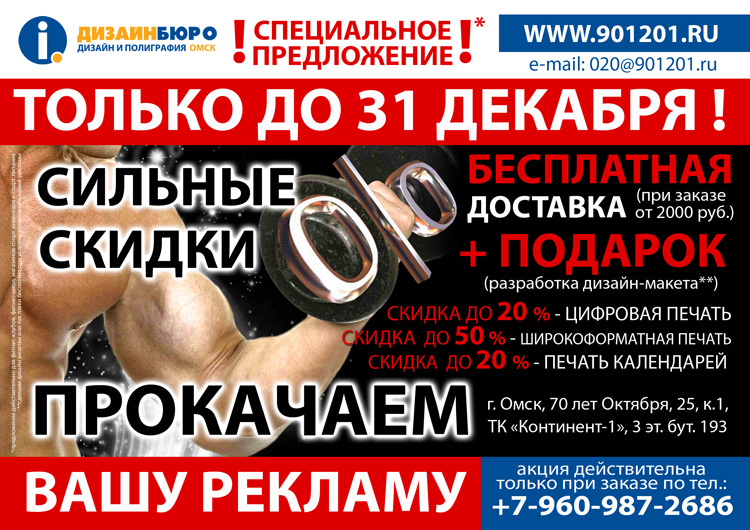 ДИЗАЙНБЮРО
ДИЗАЙН И ПОЛИГРАФИЯ ОМСК
! СПЕЦИАЛЬНОЕ
ПРЕДЛОЖЕНИЕ !*
WWW.901201.RU
e-mail: 020@901201.ru
ТОЛЬКО ДО 31 ДЕКАБРЯ !
СИЛЬНЫЕ
СКИДКИ
%
БЕСПЛАТНАЯ
ДОСТАВКА (при заказе
от 2000 руб.)
+ ПОДАРОК
(разработка дизайн-макета**)
СКИДКА ДО 20 % - ЦИФРОВАЯ ПЕЧАТЬ
СКИДКА ДО 50 % - ШИРОКОФОРМАТНАЯ ПЕЧАТЬ
СКИДКА ДО 20 % - ПЕЧАТЬ КАЛЕНДАРЕЙ
ПРОКАЧАЕМ
г. Омск, 70 лет Октября, 25, к.1,
ТК «Континент-1», 3 эт. бут. 193
ВАШУ РЕКЛАМУ
акция действительна
только при заказе по тел.:
+7-960-987-2686